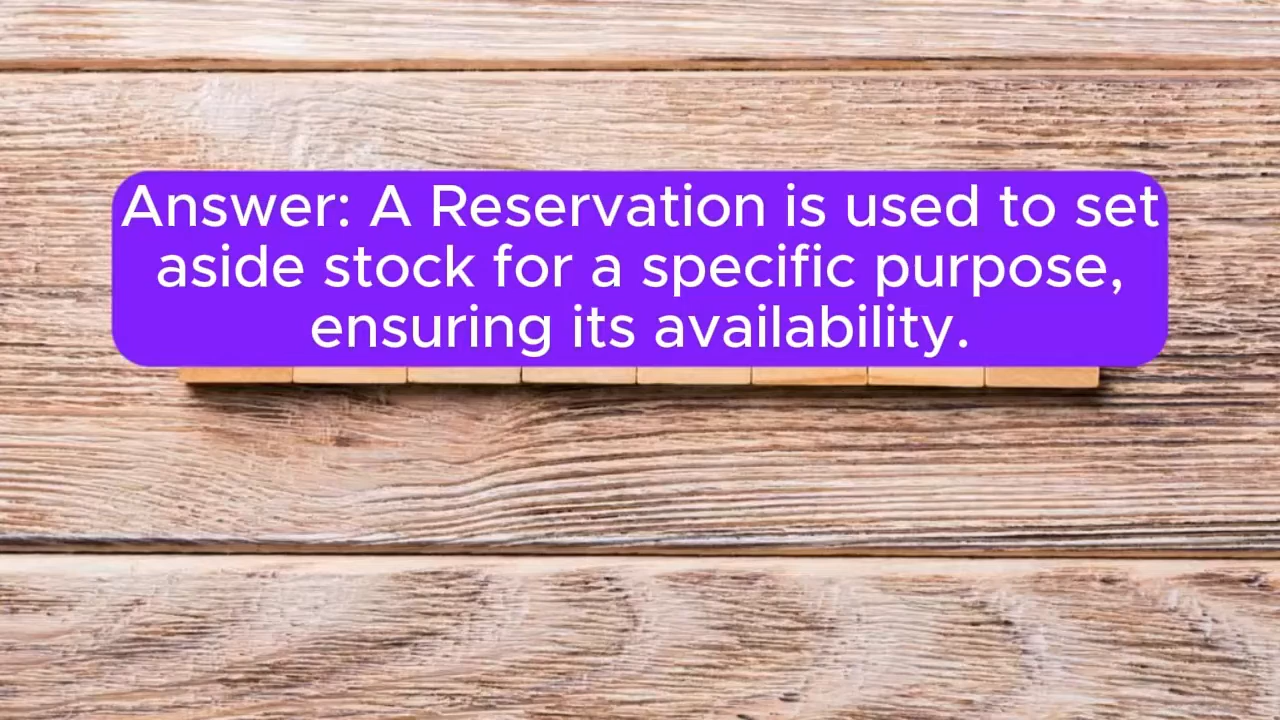 Answer: A Reservation is used to set
aside stock for a specific purpose,
ensuring its availability.